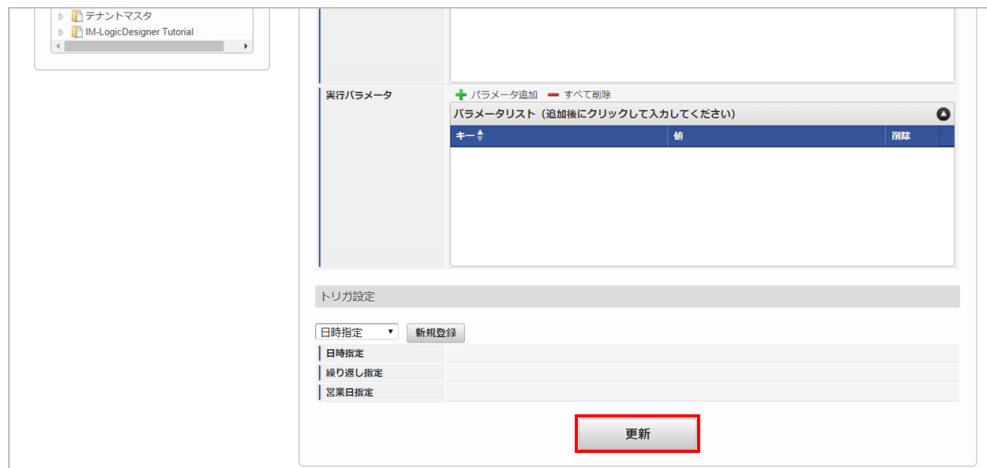 テナントマスタ
IM-LogicDesigner Tutorial
実行パラメータ
パラメータ追加 すべて削除
パラメータリスト（追加後にクリックして入力してください）
キー 値 削除
トリガ設定
日時指定 新規登録
日時指定
繰り返し指定
営業日指定
更新